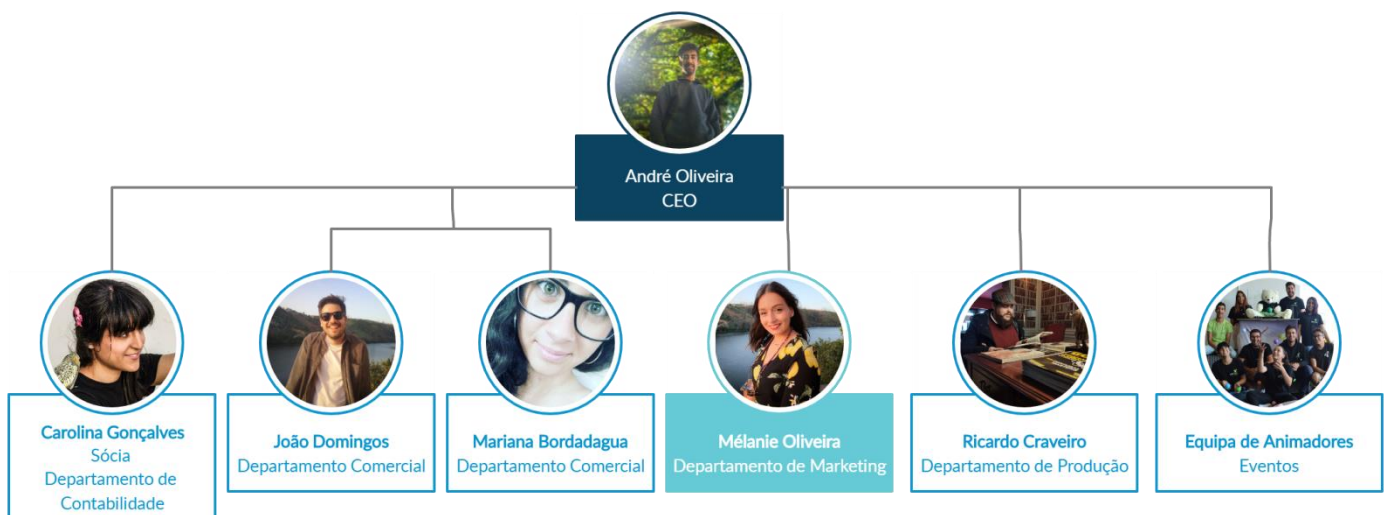 André Oliveira
CEO
Carolina Gonçalves
Sócia
Departamento de
Contabilidade
João Domingos
Departamento Comercial
Mariana Bordadagua
Departamento Comercial
Mélanie Oliveira
Departamento de Marketing
Ricardo Craveiro
Departamento de Produção
Equipa de Animadores
Eventos